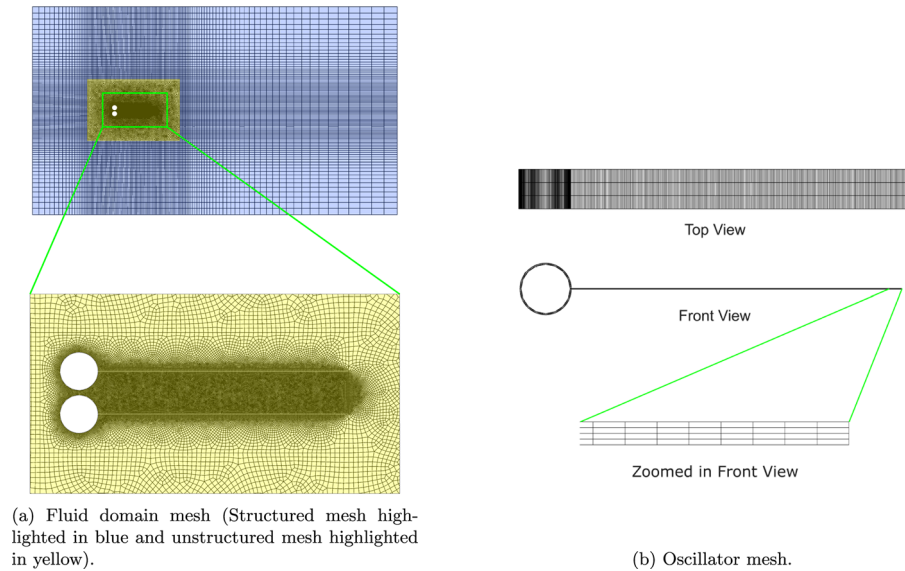 Top View
Front View
Zoomed in Front View
(a) Fluid domain mesh (Structured mesh high-
lighted in blue and unstructured mesh highlighted
in yellow).
(b) Oscillator mesh.